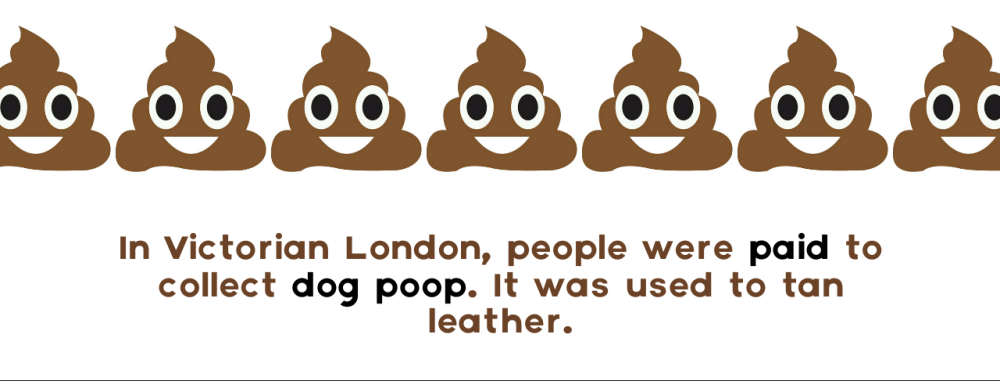 In Victorian London, people were paid to
collect dog poop. It was used to tan
leather.